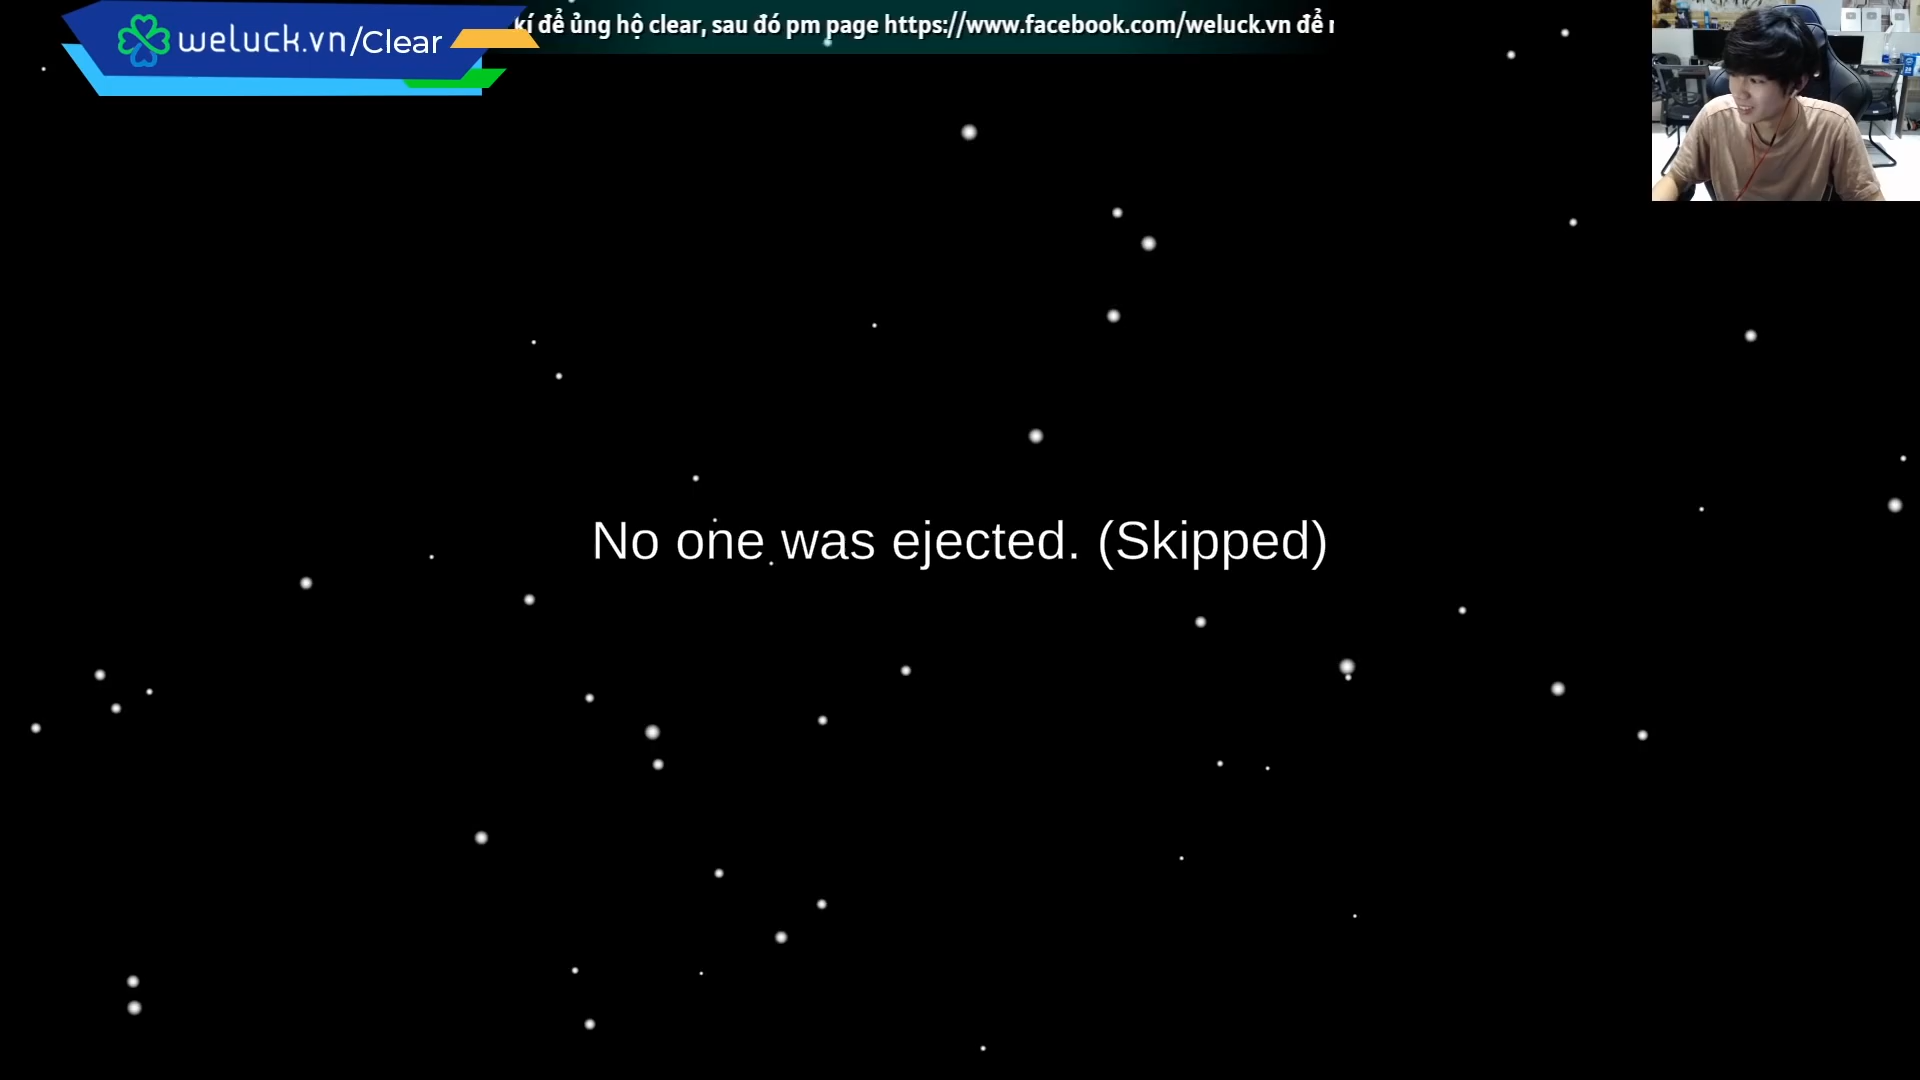 weluck.vn/Clear
kí để ủng hộ clear, sau đó pm page https://www.facebook.com/weluck.vn để
No one was ejected. (Skipped)